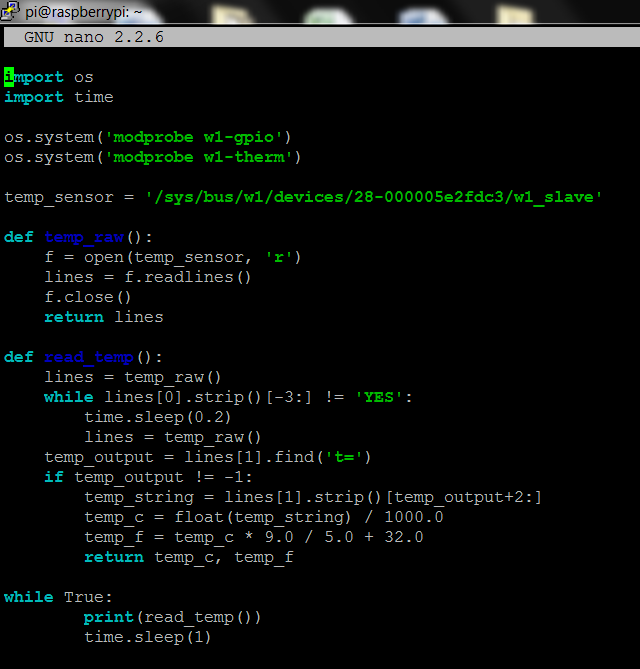 pi@raspberrypi: ~
GNU nano 2.2.6
import os
import time
os.system('modprobe w1-gpio')
os.system('modprobe w1-therm')
temp_sensor = '/sys/bus/w1/devices/28-000005e2fdc3/w1_slave'
def temp_raw():
    f = open(temp_sensor, 'r')
    lines = f.readlines()
    f.close()
    return lines
def read_temp():
    lines = temp_raw()
    while lines[0].strip()[-3:] != 'YES':
        time.sleep(0.2)
        lines = temp_raw()
    temp_output = lines[1].find('t=')
    if temp_output != -1:
        temp_string = lines[1].strip()[temp_output+2:]
        temp_c = float(temp_string) / 1000.0
        temp_f = temp_c * 9.0 / 5.0 + 32.0
        return temp_c, temp_f
while True:
        print(read_temp())
        time.sleep(1)